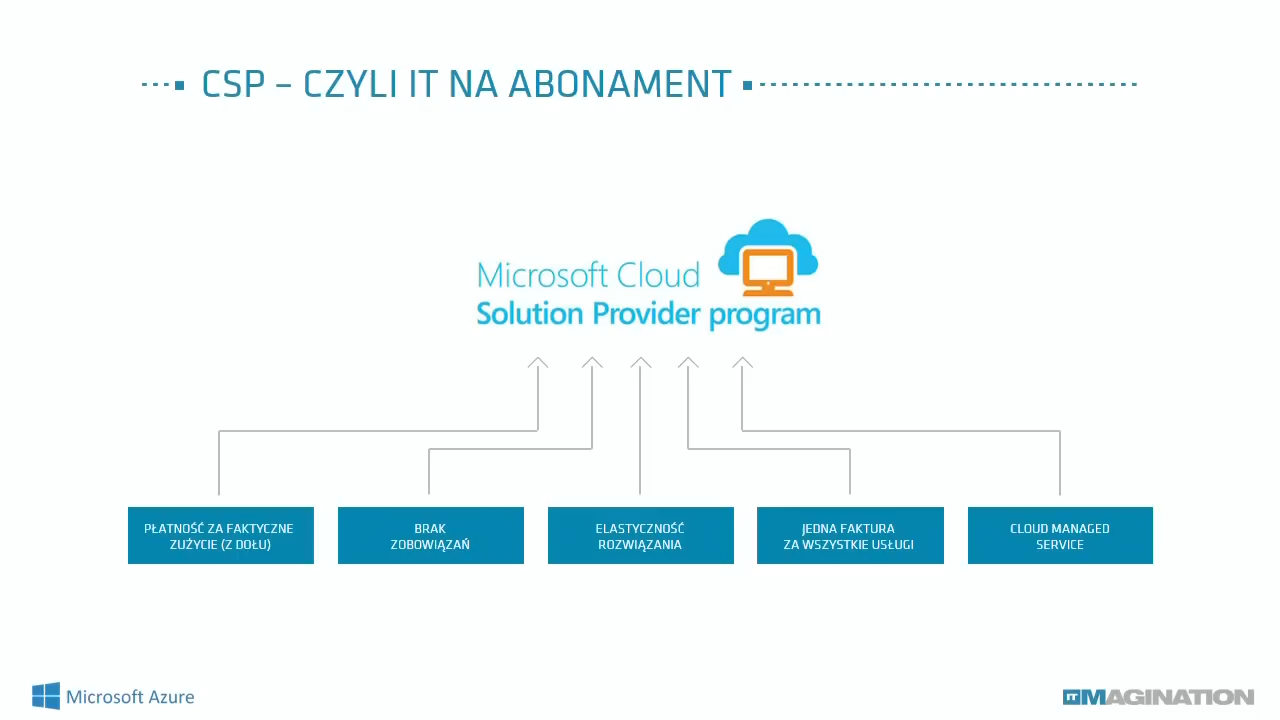 CSP – CZYLI IT NA ABONAMENT
Microsoft Cloud
Solution Provider program
PŁATNOŚĆ ZA FAKTYCZNE
ZUŻYCIE (Z DOŁU)
BRAK
ZOBOWIĄZAŃ
ELASTYCZNOŚĆ
ROZWIĄZANIA
JEDNA FAKTURA
ZA WSZYSTKIE USŁUGI
CLOUD MANAGED
SERVICE
Microsoft Azure
ITMAGINATION